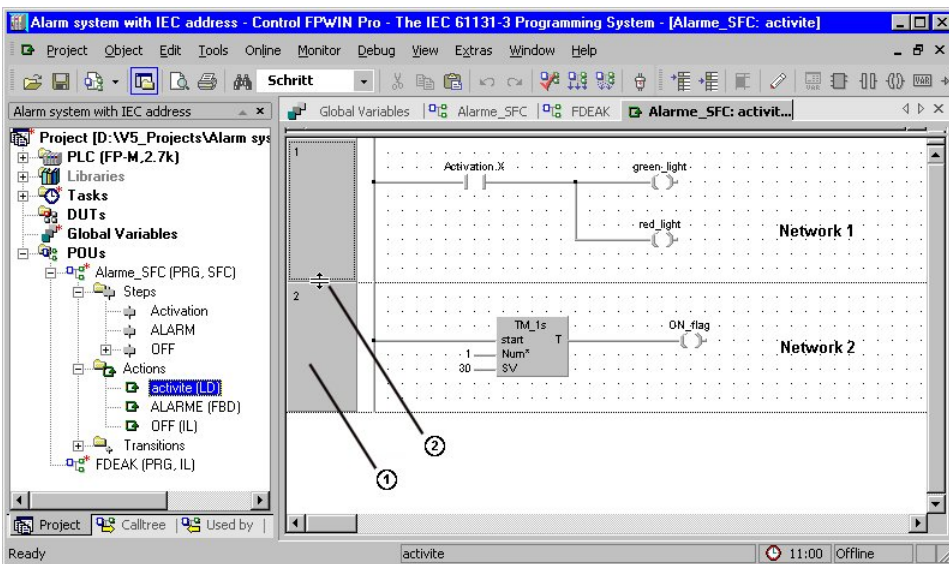 Alarm system with IEC address - Control FPWIN Pro - The IEC 61131-3 Programming System - [Alarme_SFC: activite]
Project Object Edit Tools Online Monitor Debug View Extras Window Help
Schritt
Alarm system with IEC address
Global Variables Alarme_SFC FDEAK Alarme_SFC: activit...
Project [D:\V5_Projects\Alarm sys
PLC (FP-M,2.7k)
Libraries
Tasks
DUTs
Global Variables
POUs
Alarme_SFC (PRG, SFC)
Steps
Activation
ALARM
OFF
Actions
activite (LD)
ALARME (FBD)
OFF (IL)
Transitions
FDEAK (PRG, IL)
Project Calltree Used by
1
Activation.X green_light
red_light
Network 1
2
TM_1s ON_flag
start T
1 Num*
30 SV
Network 2
2
1
Ready activite 11:00 Offline